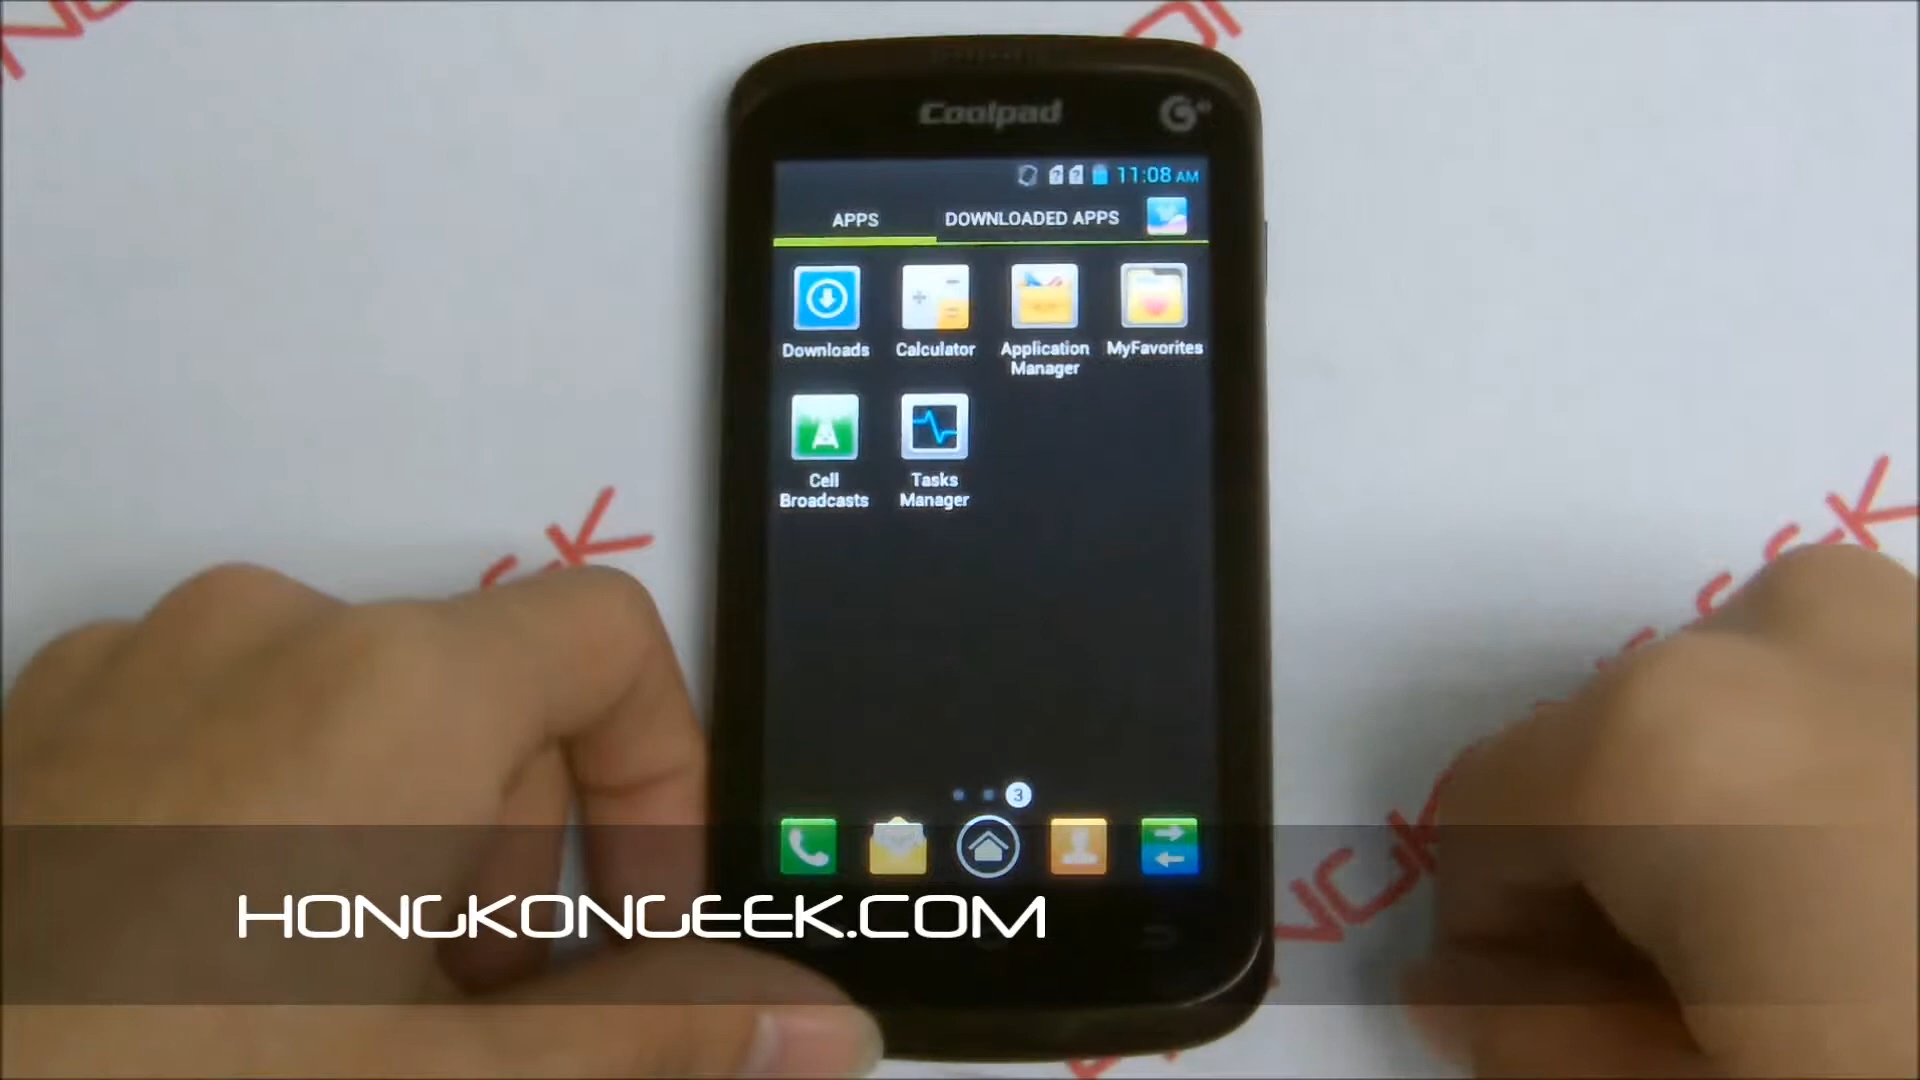 Coolpad
11:08 AM
APPS DOWNLOADED APPS
Downloads Calculator Application Manager MyFavorites
Cell Broadcasts Tasks Manager
3
HONGKONGEEK.COM